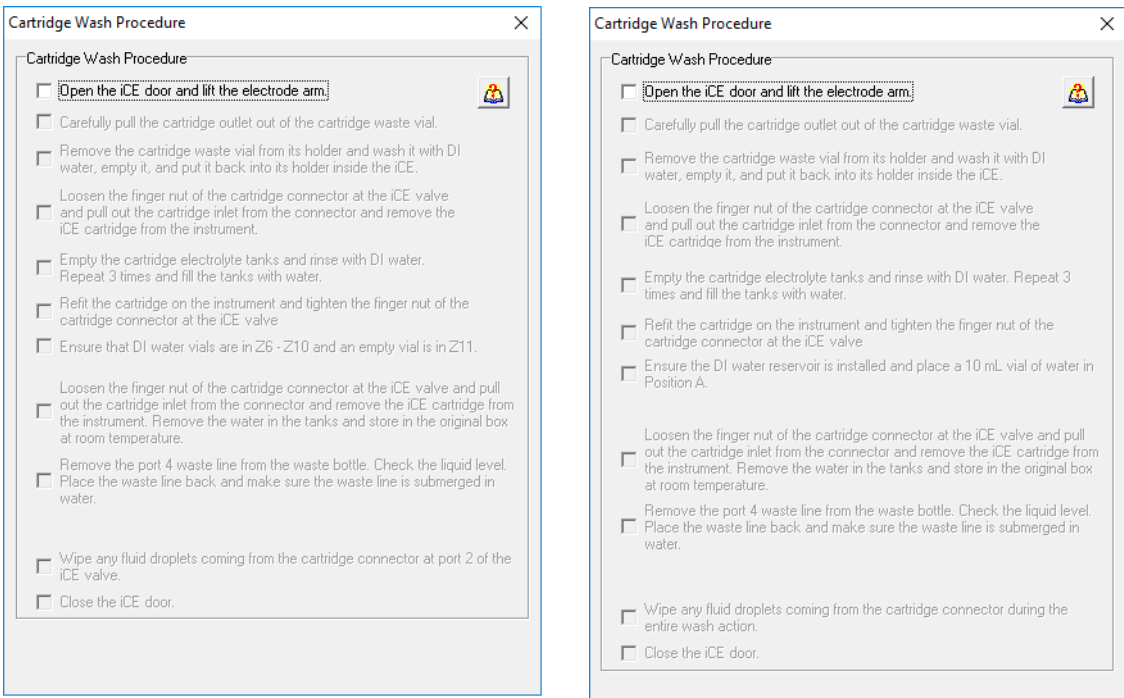 Cartridge Wash Procedure
Cartridge Wash Procedure
Open the iCE door and lift the electrode arm.
Carefully pull the cartridge outlet out of the cartridge waste vial.
Remove the cartridge waste vial from its holder and wash it with DI
water, empty it, and put it back into its holder inside the iCE.
Loosen the finger nut of the cartridge connector at the iCE valve
and pull out the cartridge inlet from the connector and remove the
iCE cartridge from the instrument.
Empty the cartridge electrolyte tanks and rinse with DI water.
Repeat 3 times and fill the tanks with water.
Refit the cartridge on the instrument and tighten the finger nut of the
cartridge connector at the iCE valve
Ensure that DI water vials are in Z6 - Z10 and an empty vial is in Z11.
Loosen the finger nut of the cartridge connector at the iCE valve and pull
out the cartridge inlet from the connector and remove the iCE cartridge from
the instrument. Remove the water in the tanks and store in the original box
at room temperature.
Remove the port 4 waste line from the waste bottle. Check the liquid level.
Place the waste line back and make sure the waste line is submerged in
water.
Wipe any fluid droplets coming from the cartridge connector at port 2 of the
iCE valve.
Close the iCE door.
Cartridge Wash Procedure
Cartridge Wash Procedure
Open the iCE door and lift the electrode arm.
Carefully pull the cartridge outlet out of the cartridge waste vial.
Remove the cartridge waste vial from its holder and wash it with DI
water, empty it, and put it back into its holder inside the iCE.
Loosen the finger nut of the cartridge connector at the iCE valve
and pull out the cartridge inlet from the connector and remove the
iCE cartridge from the instrument.
Empty the cartridge electrolyte tanks and rinse with DI water. Repeat 3
times and fill the tanks with water.
Refit the cartridge on the instrument and tighten the finger nut of the
cartridge connector at the iCE valve
Ensure the DI water reservoir is installed and place a 10 mL vial of water in
Position A.
Loosen the finger nut of the cartridge connector at the iCE valve and pull
out the cartridge inlet from the connector and remove the iCE cartridge from
the instrument. Remove the water in the tanks and store in the original box
at room temperature.
Remove the port 4 waste line from the waste bottle. Check the liquid level.
Place the waste line back and make sure the waste line is submerged in
water.
Wipe any fluid droplets coming from the cartridge connector during the
entire wash action.
Close the iCE door.